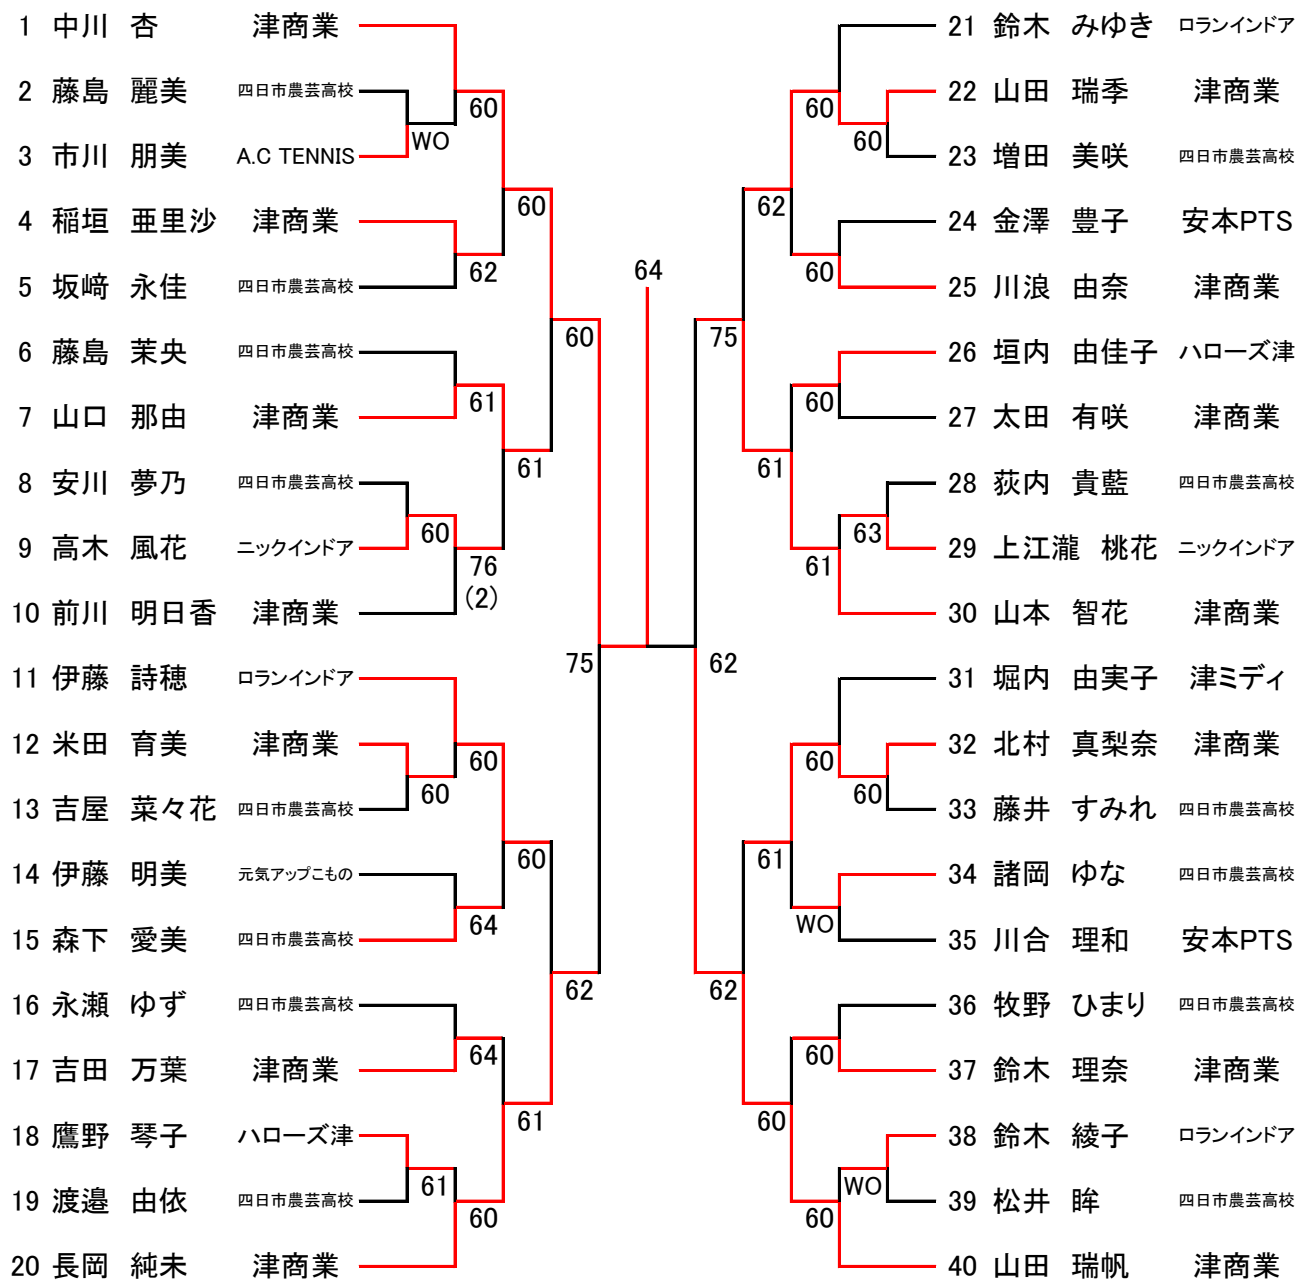 1 中川 杏 津商業
2 藤島 麗美 四日市農芸高校
3 市川 朋美 A.C TENNIS
4 稲垣 亜里沙 津商業
5 坂﨑 永佳 四日市農芸高校
6 藤島 茉央 四日市農芸高校
7 山口 那由 津商業
8 安川 夢乃 四日市農芸高校
9 高木 風花 ニックインドア
10 前川 明日香 津商業
11 伊藤 詩穂 ロランインドア
12 米田 育美 津商業
13 吉屋 菜々花 四日市農芸高校
14 伊藤 明美 元気アップこもの
15 森下 愛美 四日市農芸高校
16 永瀬 ゆず 四日市農芸高校
17 吉田 万葉 津商業
18 鷹野 琴子 ハローズ津
19 渡邉 由依 四日市農芸高校
20 長岡 純未 津商業
WO
60
60
62
60
61
61
60
76
(2)
75
60
60
60
64
62
64
61
61
60
64
62
60
60
62
60
75
60
61
63
61
60
60
61
WO
62
60
60
WO
60
21 鈴木 みゆき ロランインドア
22 山田 瑞季 津商業
23 増田 美咲 四日市農芸高校
24 金澤 豊子 安本PTS
25 川浪 由奈 津商業
26 垣内 由佳子 ハローズ津
27 太田 有咲 津商業
28 荻内 貴藍 四日市農芸高校
29 上江瀧 桃花 ニックインドア
30 山本 智花 津商業
31 堀内 由実子 津ミディ
32 北村 真梨奈 津商業
33 藤井 すみれ 四日市農芸高校
34 諸岡 ゆな 四日市農芸高校
35 川合 理和 安本PTS
36 牧野 ひまり 四日市農芸高校
37 鈴木 理奈 津商業
38 鈴木 綾子 ロランインドア
39 松井 眸 四日市農芸高校
40 山田 瑞帆 津商業